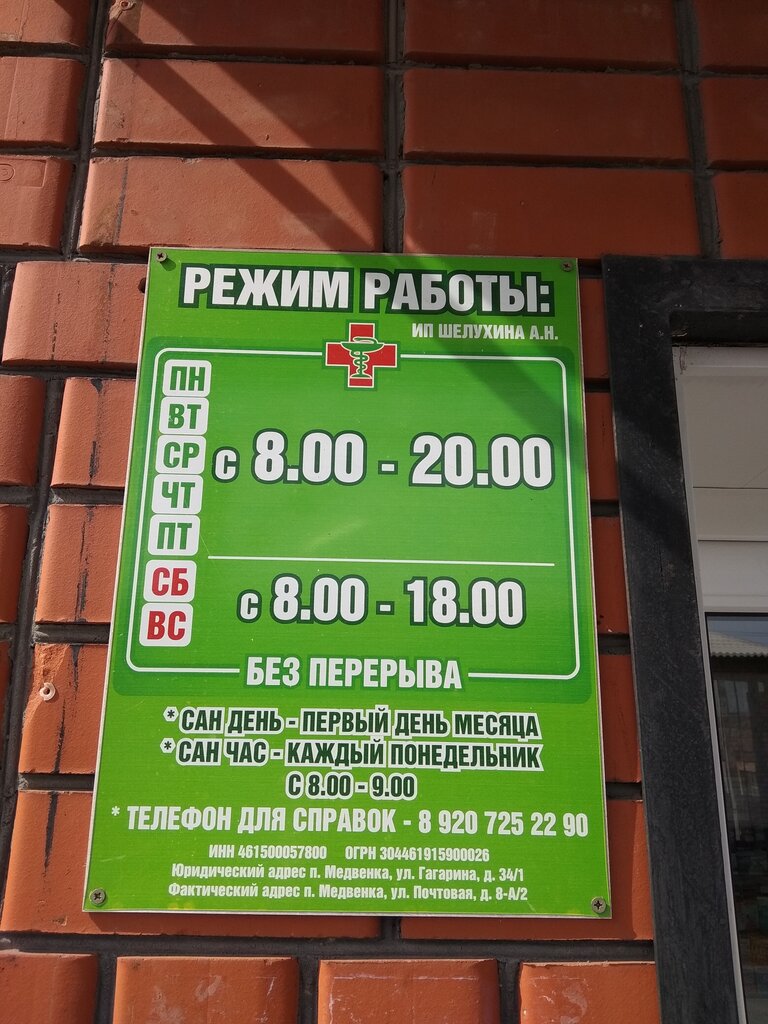 РЕЖИМ РАБОТЫ:
ИП ШЕЛУХИНА А.Н.
ПН
ВТ
СР
ЧТ
ПТ
с 8.00 - 20.00
СБ
ВС
с 8.00 - 18.00
БЕЗ ПЕРЕРЫВА
* САН ДЕНЬ - ПЕРВЫЙ ДЕНЬ МЕСЯЦА
* САН ЧАС - КАЖДЫЙ ПОНЕДЕЛЬНИК
С 8.00 - 9.00
* ТЕЛЕФОН ДЛЯ СПРАВОК - 8 920 725 22 90
ИНН 461500057800 ОГРН 304461915900026
Юридический адрес п. Медвенка, ул. Гагарина, д. 34/1
Фактический адрес п. Медвенка, ул. Почтовая, д. 8-А/2